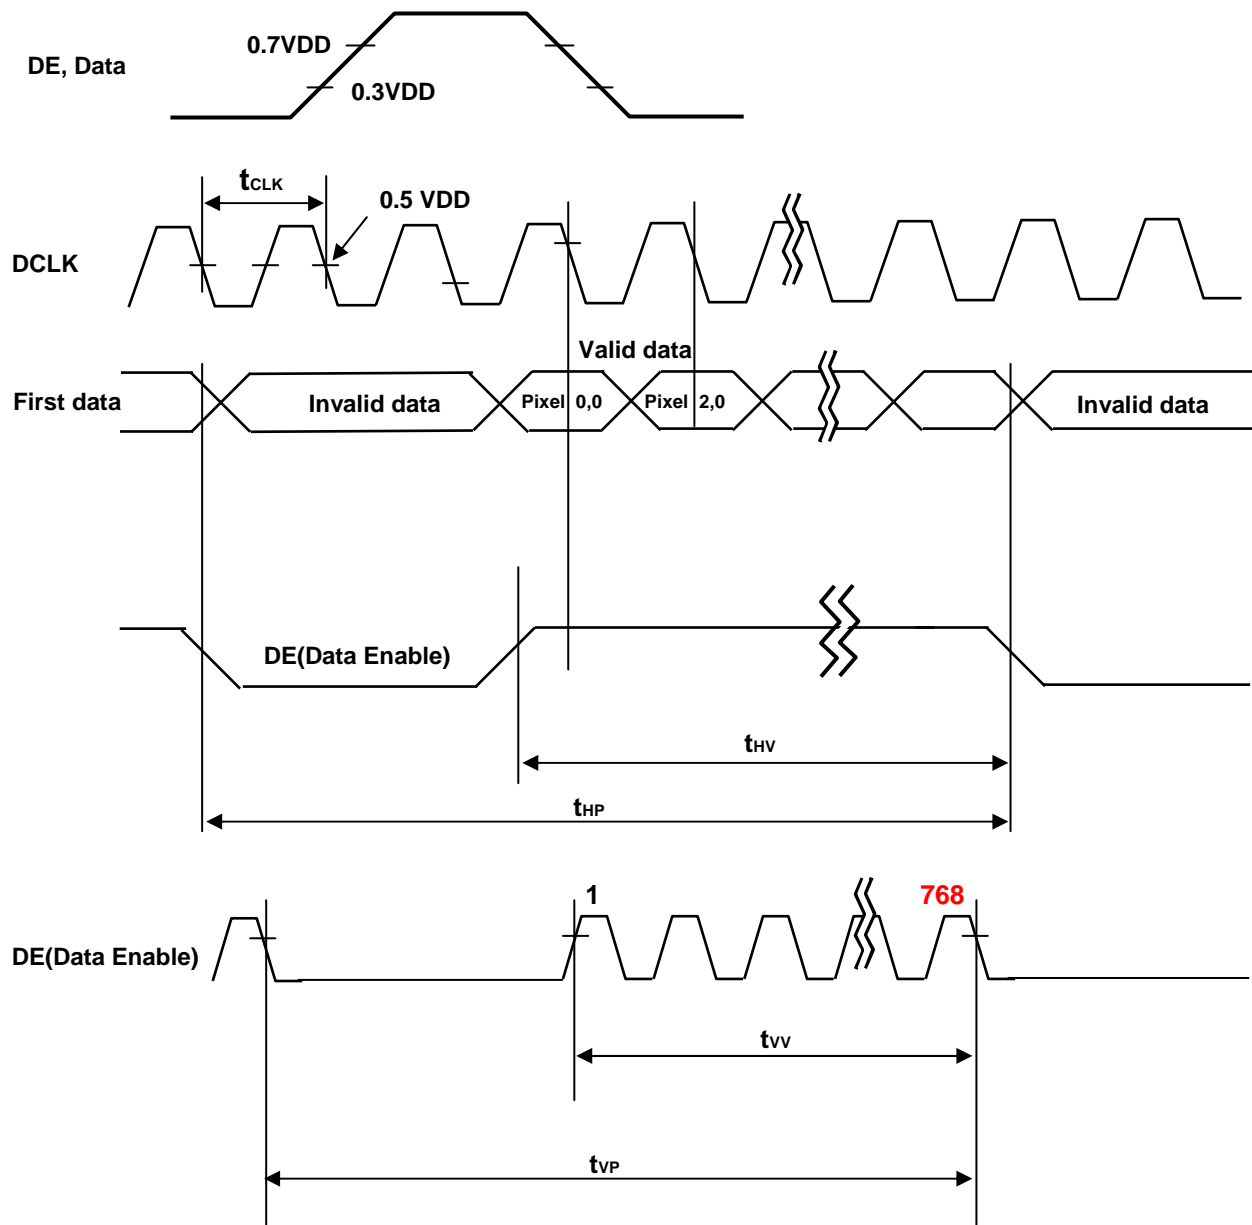 0.7VDD
DE, Data
0.3VDD
tCLK
0.5 VDD
DCLK
Valid data
First data
Invalid data
Pixel 0,0
Pixel 2,0
Invalid data
DE(Data Enable)
tHV
tHP
1
768
DE(Data Enable)
tVV
tVP